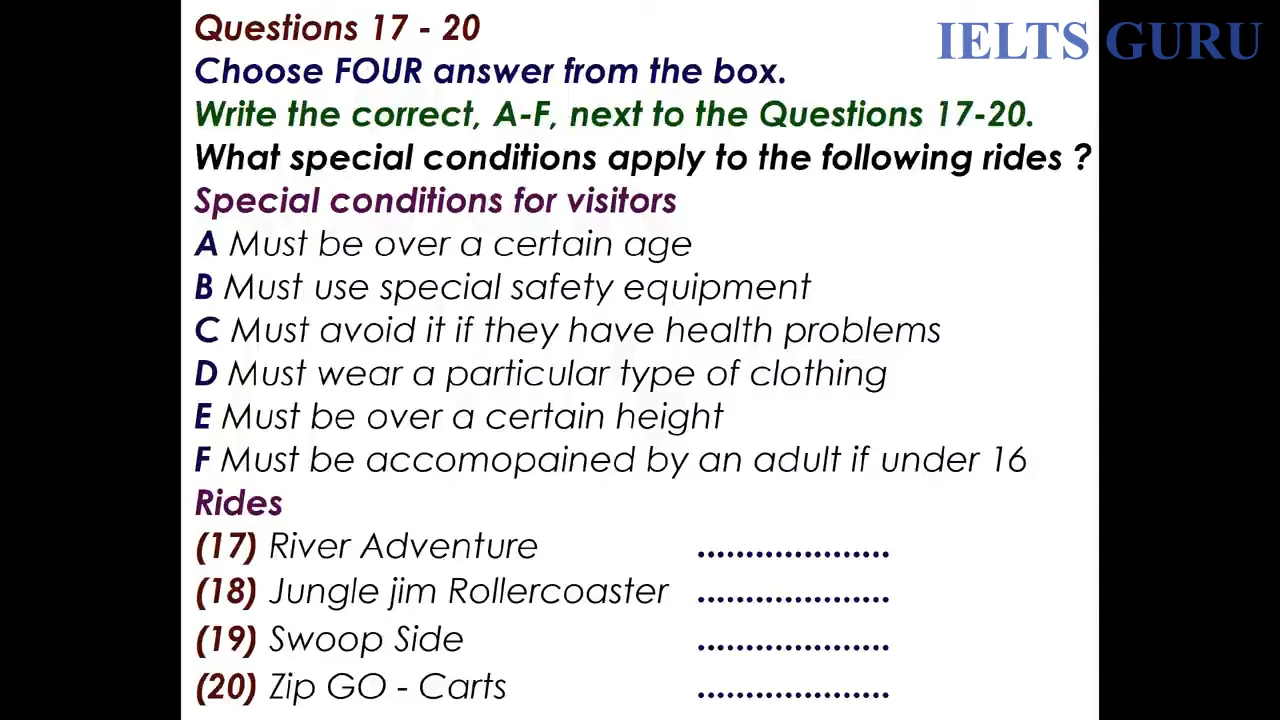 IELTS GURU
Questions 17 - 20
Choose FOUR answer from the box.
Write the correct, A-F, next to the Questions 17-20.
What special conditions apply to the following rides ?
Special conditions for visitors
A Must be over a certain age
B Must use special safety equipment
C Must avoid it if they have health problems
D Must wear a particular type of clothing
E Must be over a certain height
F Must be accomopained by an adult if under 16
Rides
(17) River Adventure ....................
(18) Jungle jim Rollercoaster ....................
(19) Swoop Side ....................
(20) Zip GO - Carts ....................